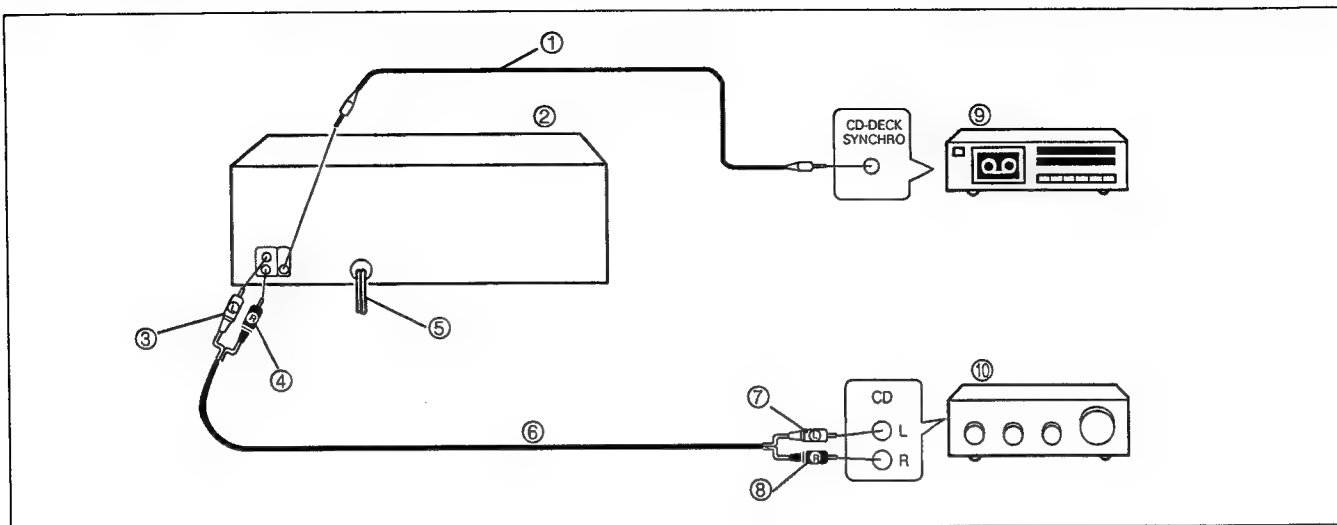 ①
②
CD-DECK
SYNCHRO
⑨
L
R
③
④
⑤
⑥
⑦
⑧
L
R
CD
L
R
⑩